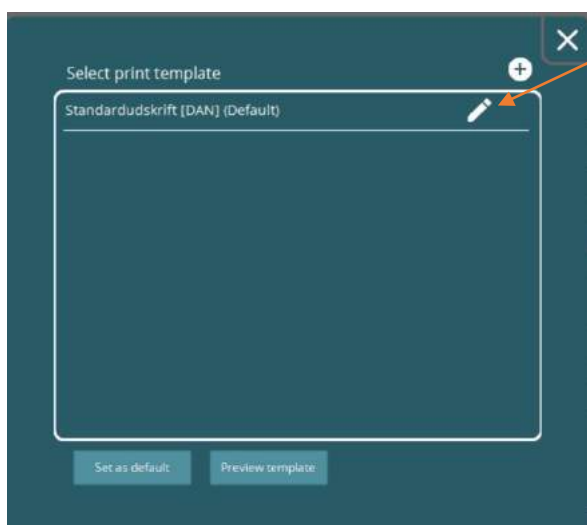 Select print template
Standardudskrift [DAN] (Default)
Set as default
Preview template